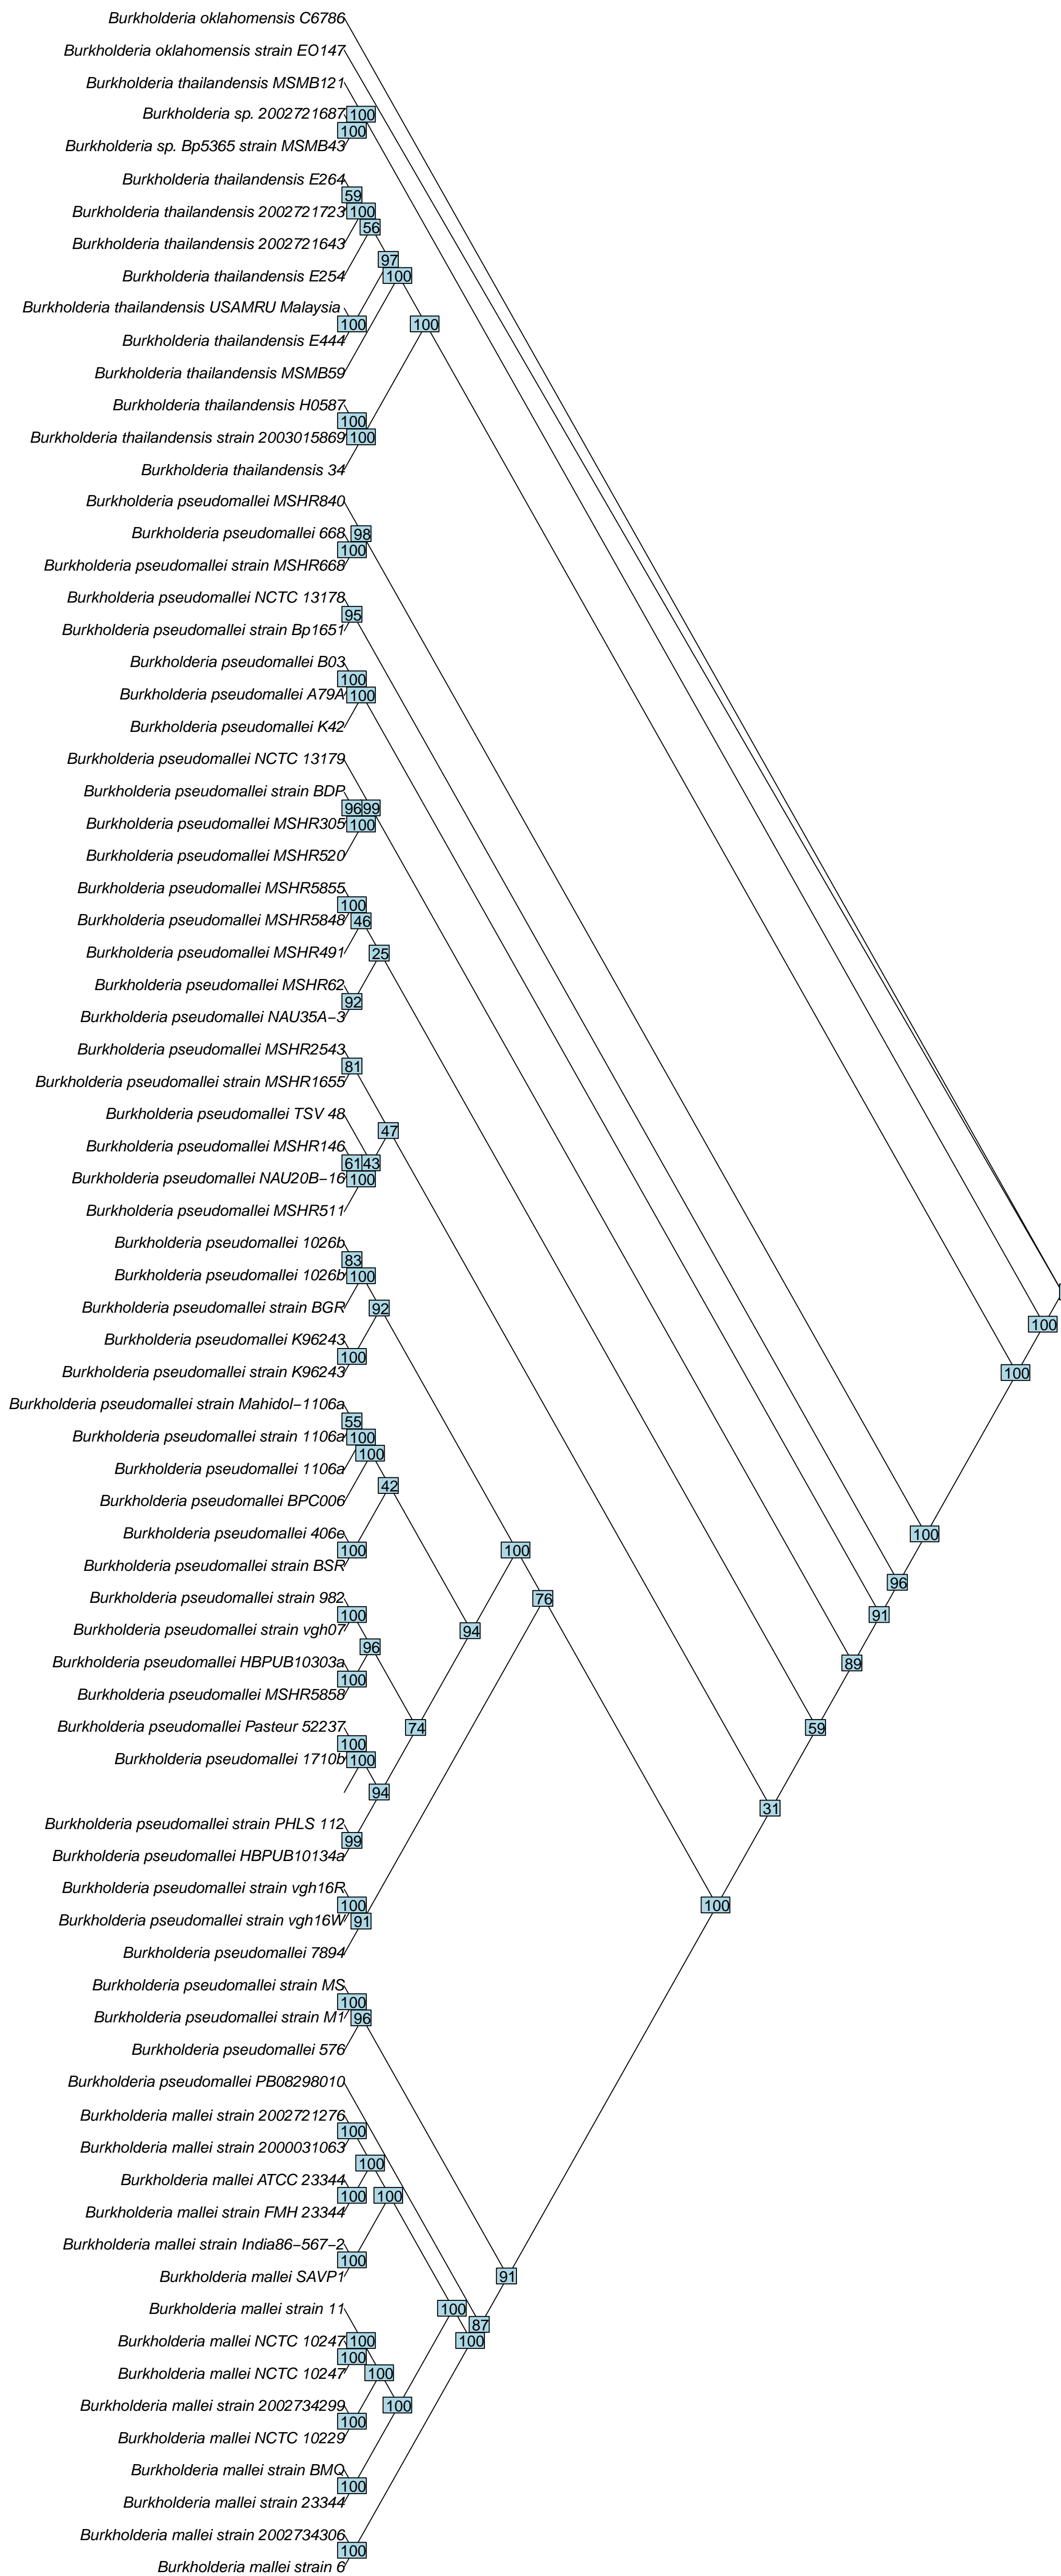 Burkholderia oklahomensis C6786
Burkholderia oklahomensis strain EO147
Burkholderia thailandensis MSMB121
Burkholderia sp. 2002721687 100
100
Burkholderia sp. Bp5365 strain MSMB43
Burkholderia thailandensis E264
59
Burkholderia thailandensis 2002721723 100
56
Burkholderia thailandensis 2002721643
97
Burkholderia thailandensis E254 100
Burkholderia thailandensis USAMRU Malaysia
100 100
Burkholderia thailandensis E444
Burkholderia thailandensis MSMB59
Burkholderia thailandensis H0587
100
Burkholderia thailandensis strain 2003015869 100
Burkholderia thailandensis 34
Burkholderia pseudomallei MSHR840
Burkholderia pseudomallei 668 98
100
Burkholderia pseudomallei strain MSHR668
Burkholderia pseudomallei NCTC 13178
95
Burkholderia pseudomallei strain Bp1651
Burkholderia pseudomallei B03
100
Burkholderia pseudomallei A79A 100
Burkholderia pseudomallei K42
Burkholderia pseudomallei NCTC 13179
Burkholderia pseudomallei strain BDP
96 99
Burkholderia pseudomallei MSHR305 100
Burkholderia pseudomallei MSHR520
Burkholderia pseudomallei MSHR5855
100
Burkholderia pseudomallei MSHR5848 46
Burkholderia pseudomallei MSHR491 25
Burkholderia pseudomallei MSHR62
92
Burkholderia pseudomallei NAU35A−3
Burkholderia pseudomallei MSHR2543
81
Burkholderia pseudomallei strain MSHR1655
Burkholderia pseudomallei TSV 48
47
Burkholderia pseudomallei MSHR146
61 43
Burkholderia pseudomallei NAU20B−16 100
Burkholderia pseudomallei MSHR511
Burkholderia pseudomallei 1026b
83
Burkholderia pseudomallei 1026b 100
Burkholderia pseudomallei strain BGR 92
100
Burkholderia pseudomallei K96243
100
Burkholderia pseudomallei strain K96243 100
Burkholderia pseudomallei strain Mahidol−1106a
55
Burkholderia pseudomallei strain 1106a 100
100
Burkholderia pseudomallei 1106a
42
Burkholderia pseudomallei BPC006
Burkholderia pseudomallei 406e 100
100 100
Burkholderia pseudomallei strain BSR
96
Burkholderia pseudomallei strain 982 76
100 91
Burkholderia pseudomallei strain vgh07 94
96
Burkholderia pseudomallei HBPUB10303a 89
100
Burkholderia pseudomallei MSHR5858
Burkholderia pseudomallei Pasteur 52237 74 59
100
Burkholderia pseudomallei 1710b 100
94
31
Burkholderia pseudomallei strain PHLS 112
99
Burkholderia pseudomallei HBPUB10134a
Burkholderia pseudomallei strain vgh16R
100 100
Burkholderia pseudomallei strain vgh16W 91
Burkholderia pseudomallei 7894
Burkholderia pseudomallei strain MS
100
Burkholderia pseudomallei strain M1 96
Burkholderia pseudomallei 576
Burkholderia pseudomallei PB08298010
Burkholderia mallei strain 2002721276
100
Burkholderia mallei strain 2000031063
100
Burkholderia mallei ATCC 23344
100 100
Burkholderia mallei strain FMH 23344
Burkholderia mallei strain India86−567−2
100
Burkholderia mallei SAVP1 91
Burkholderia mallei strain 11 100
87
Burkholderia mallei NCTC 10247 100 100
100
Burkholderia mallei NCTC 10247 100
Burkholderia mallei strain 2002734299 100
100
Burkholderia mallei NCTC 10229
Burkholderia mallei strain BMQ
100
Burkholderia mallei strain 23344
Burkholderia mallei strain 2002734306
100
Burkholderia mallei strain 6